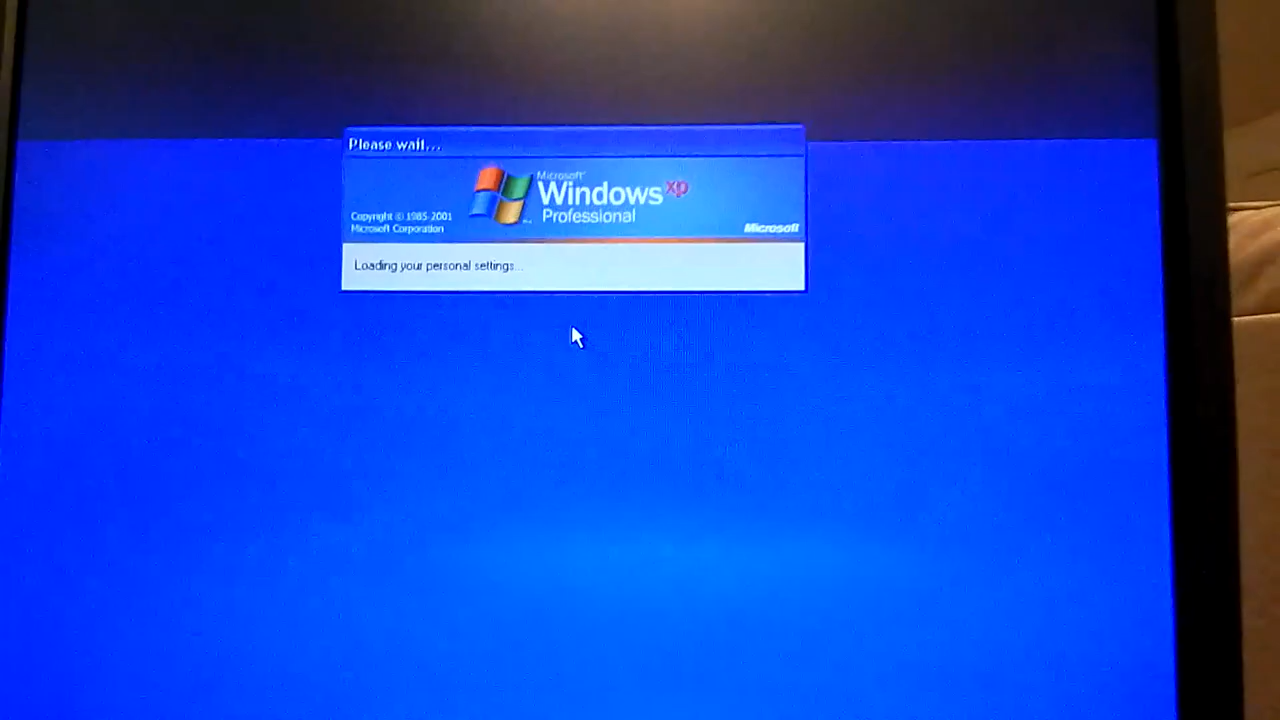 Please wait...
Microsoft®
Windows xp
Professional
Copyright © 1985-2001
Microsoft Corporation
Microsoft
Loading your personal settings...